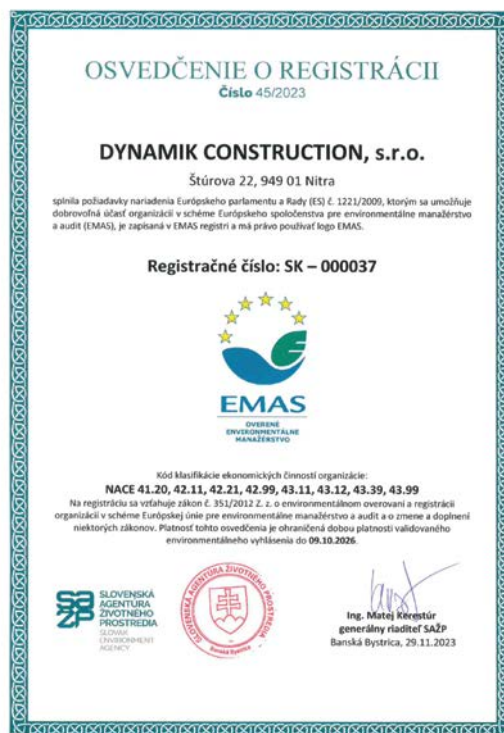 OSVEDČENIE O REGISTRÁCII
Číslo 45/2023
DYNAMIK CONSTRUCTION, s.r.o.
Štúrova 22, 949 01 Nitra
splnila požiadavky nariadenia Európskeho parlamentu a Rady (ES) č. 1221/2009, ktorým sa umožňuje
dobrovoľná účasť organizácií v schéme Európskeho spoločenstva pre environmentálne manažérstvo
a audit (EMAS), je zapísaná v EMAS registri a má právo používať logo EMAS.
Registračné číslo: SK – 000037
EMAS
OVERENÉ
ENVIRONMENTÁLNE
MANAŽÉRSTVO
Kód klasifikácie ekonomických činností organizácie:
NACE 41.20, 42.11, 42.21, 42.99, 43.11, 43.12, 43.39, 43.99
Na registráciu sa vzťahuje zákon č. 351/2012 Z. z. o environmentálnom overovaní a registrácii
organizácií v schéme Európskej únie pre environmentálne manažérstvo a audit a o zmene a doplnení
niektorých zákonov. Platnosť tohto osvedčenia je ohraničená dobou platnosti validovaného
environmentálneho vyhlásenia do 09.10.2026.
SLOVENSKÁ
AGENTÚRA
ŽIVOTNÉHO
PROSTREDIA
SLOVAK
ENVIRONMENT
AGENCY
SLOVENSKÁ AGENTÚRA ŽIVOTNÉHO PROSTREDIA
Banská Bystrica
Ing. Matej Kerestúr
generálny riaditeľ SAŽP
Banská Bystrica, 29.11.2023